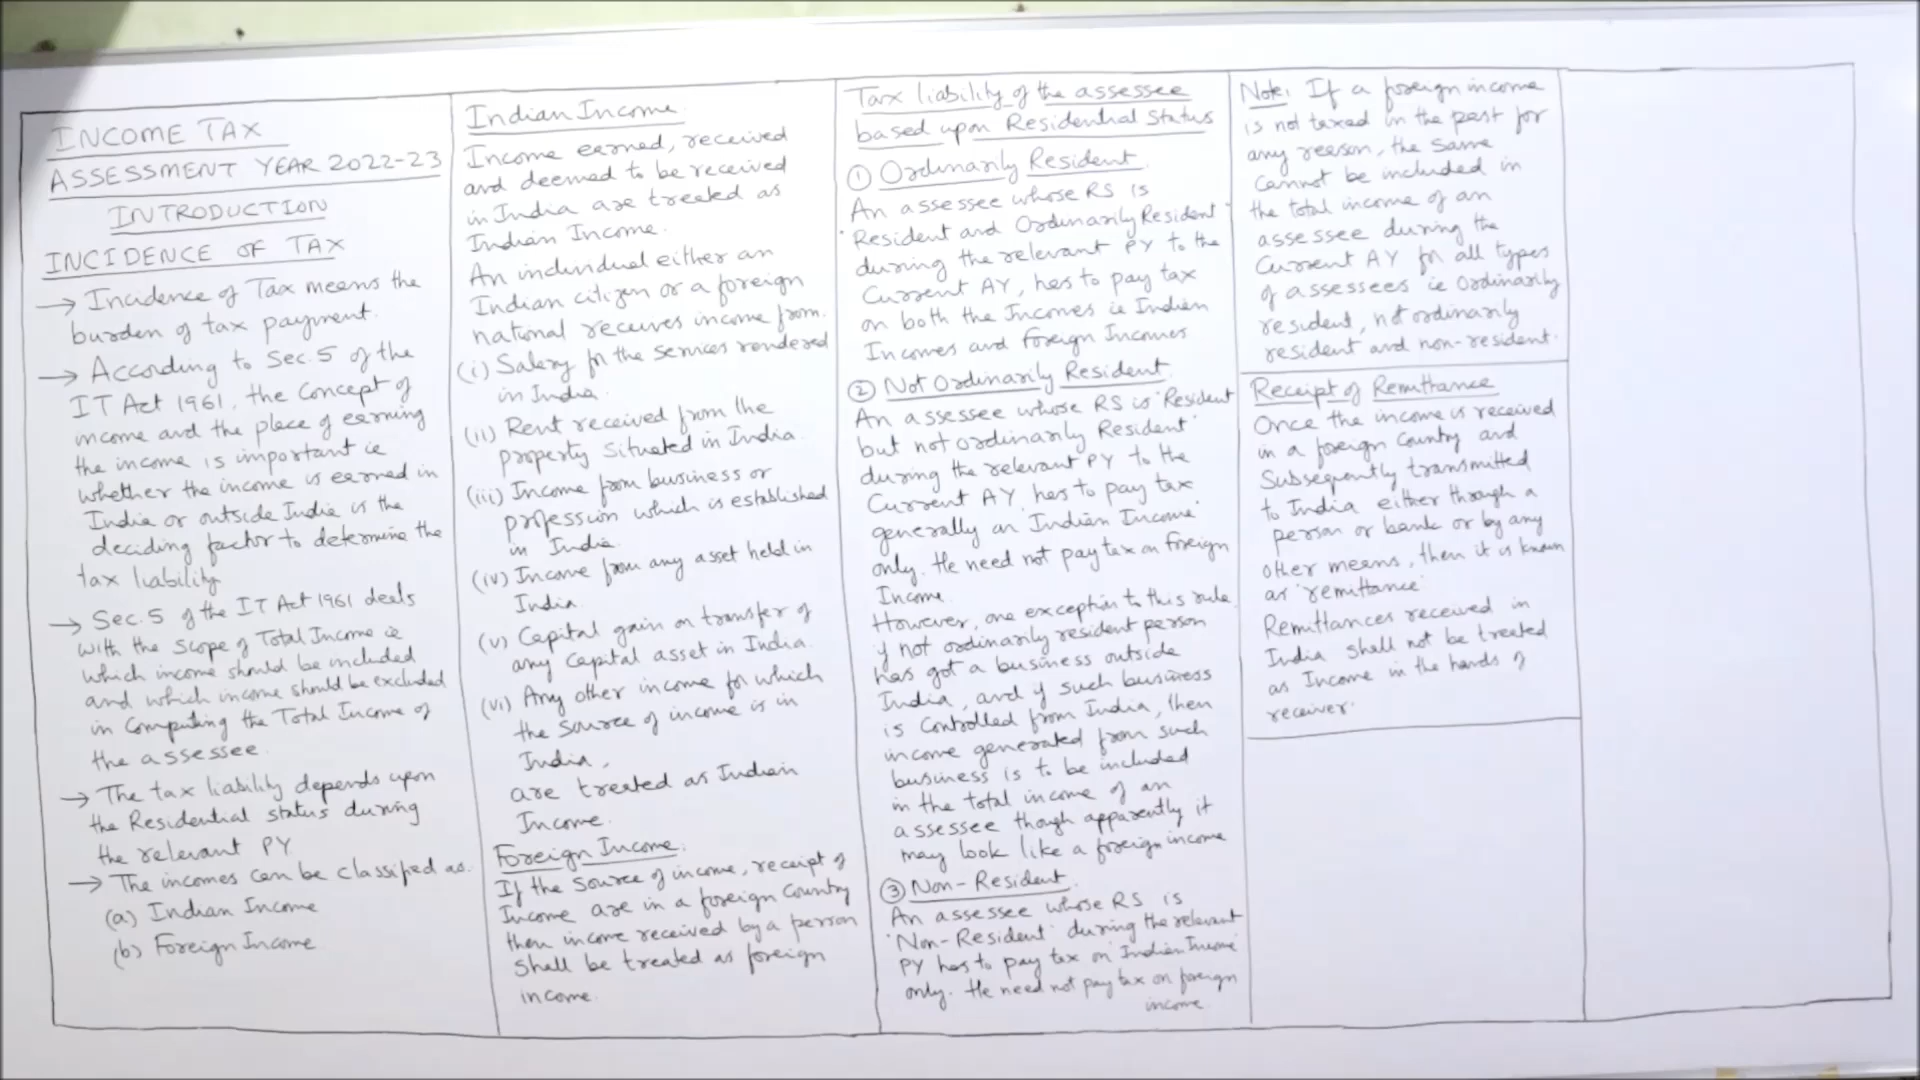 INCOME TAX
ASSESSMENT YEAR 2022-23
INTRODUCTION
INCIDENCE OF TAX
→ Incidence of Tax means the
burden of tax payment.
→ According to Sec.5 of the
IT Act 1961, the concept of
income and the place of earning
the income is important ie
whether the income is earned in
India or outside India is the
deciding factor to determine the
tax liability
→ Sec.5 of the IT Act 1961 deals
with the scope of Total Income ie
which income should be included
and which income should be excluded
in Computing the Total Income of
the assessee.
→ The tax liability depends upon
the Residential status during
the relevant PY
→ The incomes can be classified as.
(a) Indian Income
(b) Foreign Income
Indian Income.
Income earned, received
and deemed to be received
in India are treated as
Indian Income.
An individual either an
Indian citizen or a foreign
national receives income from.
(i) Salary for the services rendered
in India.
(ii) Rent received from the
property situated in India.
(iii) Income from business or
profession which is established
in India.
(iv) Income from any asset held in
India.
(v) Capital gain on transfer of
any capital asset in India.
(vi) Any other income for which
the source of income is in
India,
are treated as Indian
Income.
Foreign Income.
If the source of income, receipt of
Income are in a foreign country
then income received by a person
shall be treated as foreign
income.
Tax liability of the assessee
based upon Residential Status
① Ordinarily Resident.
An assessee whose RS is
'Resident and Ordinarily Resident'
during the relevant PY to the
Current AY, has to pay tax
on both the Incomes ie Indian
Incomes and Foreign Incomes
② Not Ordinarily Resident.
An assessee whose RS is 'Resident
but not ordinarily Resident'
during the relevant PY to the
Current AY, has to pay tax
generally on 'Indian Income'
only. He need not pay tax on Foreign
Income.
However, one exception to this rule
if not ordinarily resident person
has got a business outside
India, and if such business
is controlled from India, then
income generated from such
business is to be included
in the total income of an
assessee though apparently it
may look like a foreign income
③ Non-Resident.
An assessee whose RS is
'Non-Resident' during the relevant
PY has to pay tax on 'Indian Income'
only. He need not pay tax on foreign
income.
Note: If a foreign income
is not taxed in the past for
any reason, the same
cannot be included in
the total income of an
assessee during the
Current AY for all types
of assessees ie Ordinarily
resident, not ordinarily
resident and non-resident.
Receipt of Remittance
Once the income is received
in a foreign country and
subsequently transmitted
to India either through a
person or bank or by any
other means, then it is known
as 'remittance'
Remittances received in
India shall not be treated
as Income in the hands of
receiver.